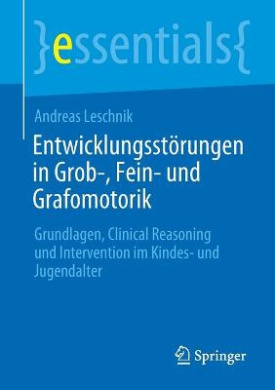 }essentials{
Andreas Leschnik
Entwicklungsstörungen
in Grob-, Fein- und
Grafomotorik
Grundlagen, Clinical Reasoning
und Intervention im Kindes- und
Jugendalter
Springer